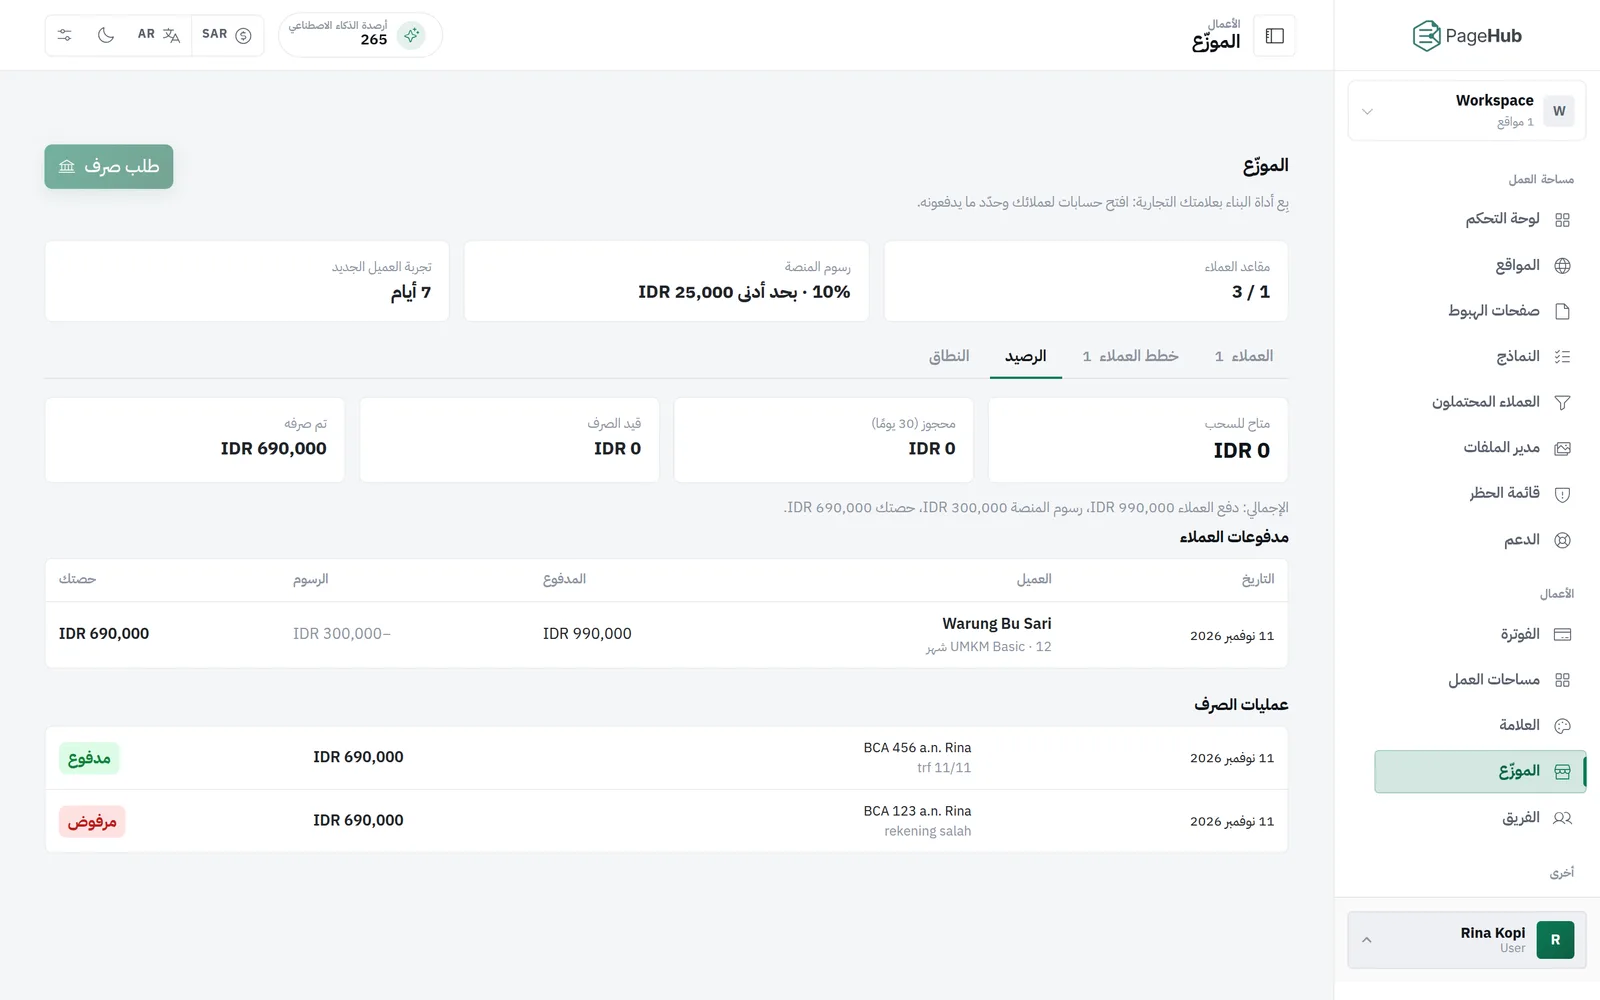 PageHub
Workspace
1 مواقع
W
مساحة العمل
لوحة التحكم
المواقع
صفحات الهبوط
النماذج
العملاء المحتملون
مدير الملفات
قائمة الحظر
الدعم
الأعمال
الفوترة
مساحات العمل
العلامة
الموزّع
الفريق
أخرى
Rina Kopi
User
R
الأعمال
الموزّع
أرصدة الذكاء الاصطناعي
265
SAR
AR
الموزّع
بِع أداة البناء بعلامتك التجارية: افتح حسابات لعملائك وحدّد ما يدفعونه.
طلب صرف
مقاعد العملاء
3 / 1
رسوم المنصة
10% · بحد أدنى IDR 25,000
تجربة العميل الجديد
7 أيام
العملاء 1
خطط العملاء 1
الرصيد
النطاق
متاح للسحب
IDR 0
محجوز (30 يومًا)
IDR 0
قيد الصرف
IDR 0
تم صرفه
IDR 690,000
الإجمالي: دفع العملاء IDR 990,000، رسوم المنصة IDR 300,000، حصتك IDR 690,000.
مدفوعات العملاء
التاريخ العميل المدفوع الرسوم حصتك
11 نوفمبر 2026 Warung Bu Sari IDR 990,000 IDR 300,000− IDR 690,000
UMKM Basic · 12 شهر
عمليات الصرف
11 نوفمبر 2026 BCA 456 a.n. Rina IDR 690,000 مدفوع
trf 11/11
11 نوفمبر 2026 BCA 123 a.n. Rina IDR 690,000 مرفوض
rekening salah